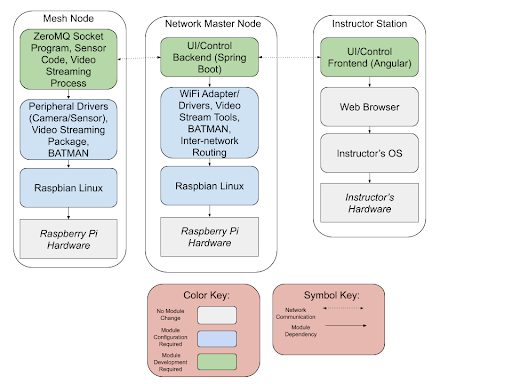 Mesh Node
ZeroMQ Socket
Program, Sensor
Code, Video
Streaming
Process
Peripheral Drivers
(Camera/Sensor),
Video Streaming
Package,
BATMAN
Raspbian Linux
Raspberry Pi
Hardware
Network Master Node
UI/Control
Backend (Spring
Boot)
WiFi Adapter/
Drivers, Video
Stream Tools,
BATMAN,
Inter-network
Routing
Raspbian Linux
Raspberry Pi
Hardware
Instructor Station
UI/Control
Frontend (Angular)
Web Browser
Instructor's OS
Instructor's
Hardware
Color Key:
No Module
Change
Module
Configuration
Required
Module
Development
Required
Symbol Key:
Network
Communication
Module
Dependency